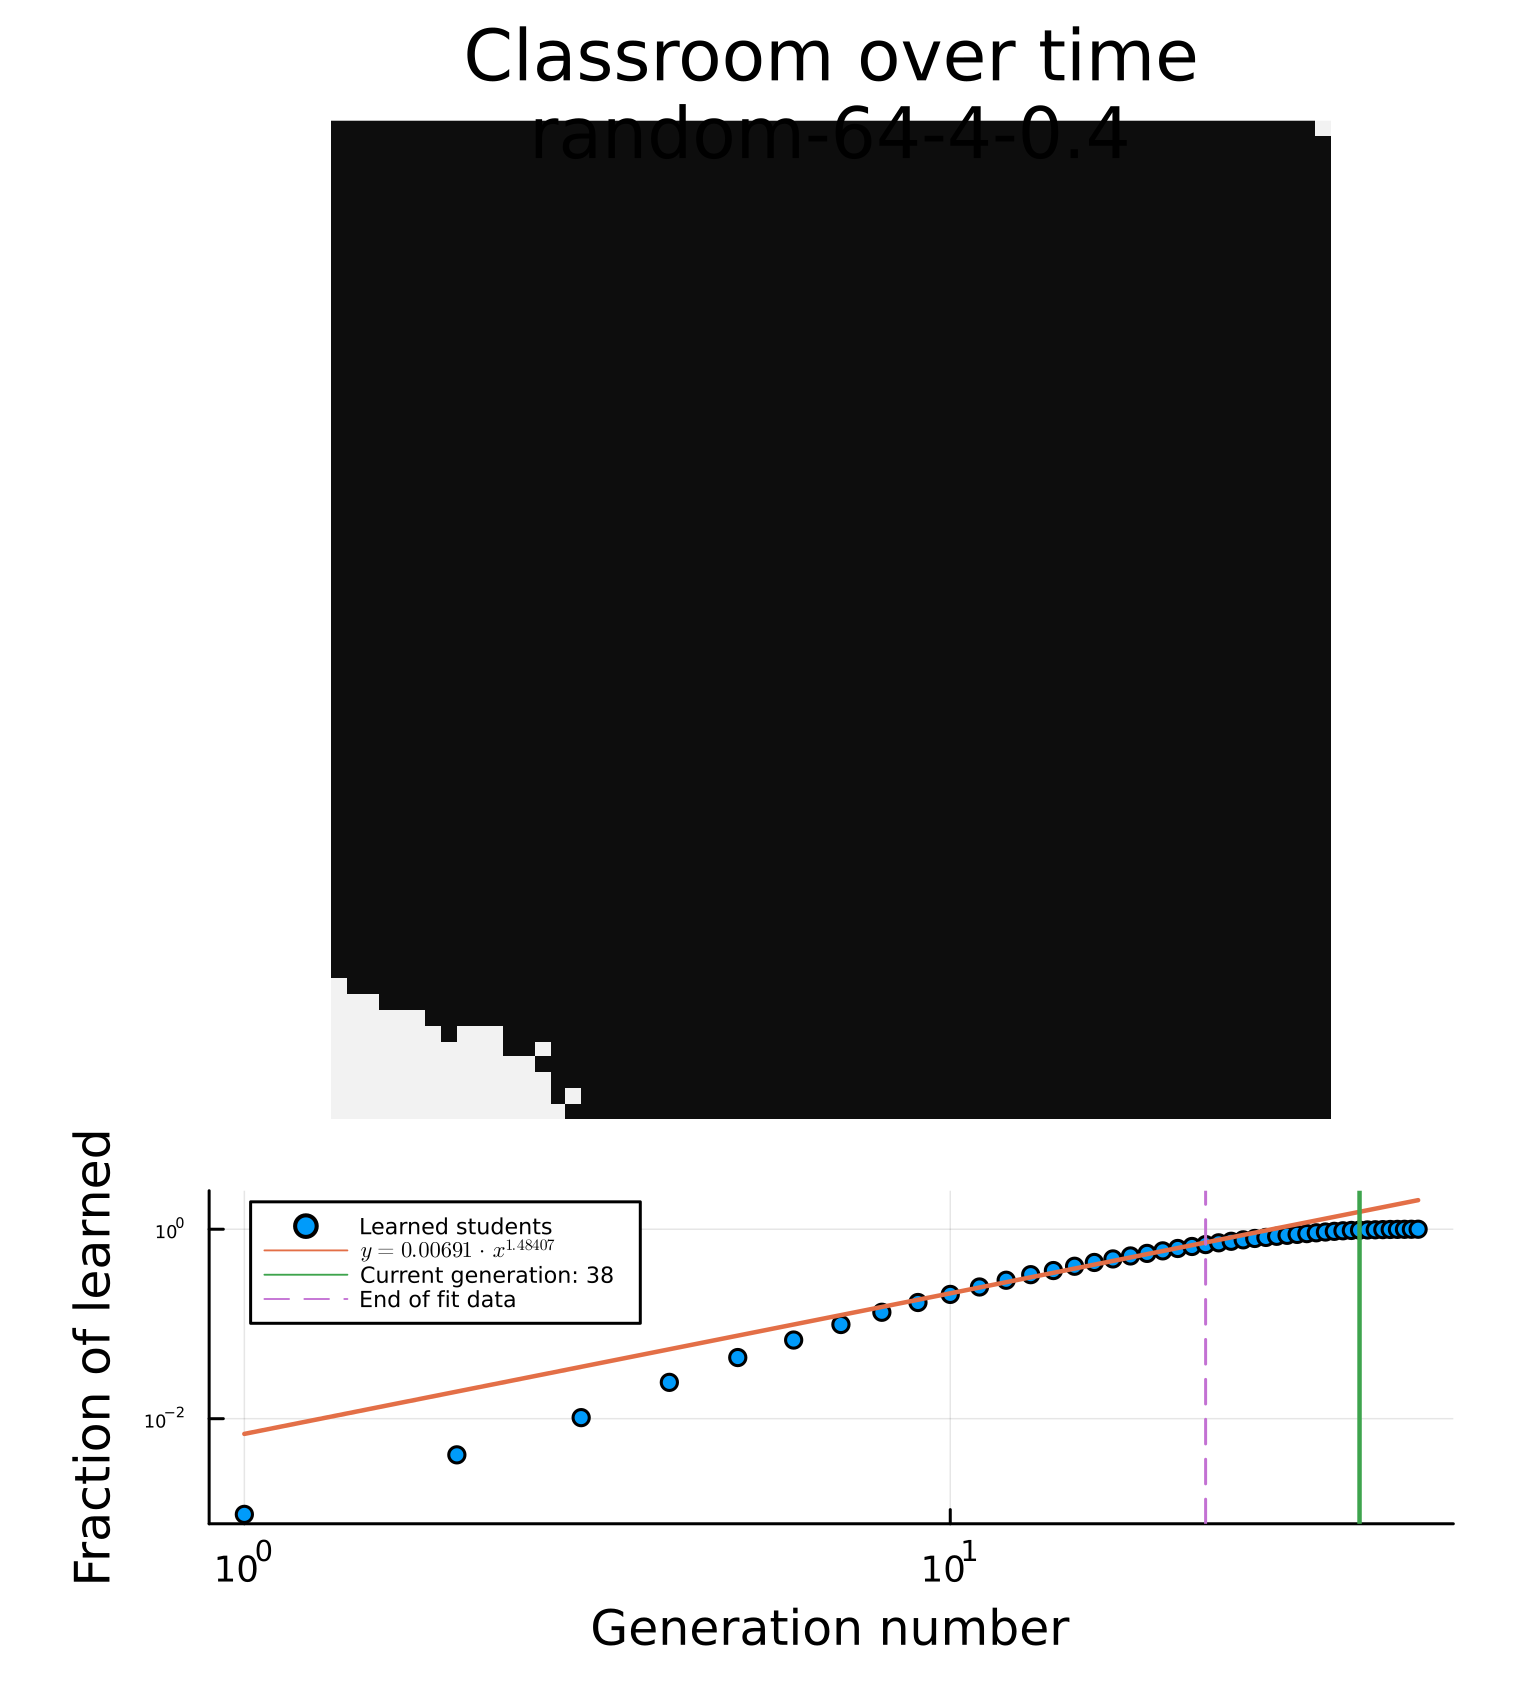 Classroom over time
random-64-4-0.4
Fraction of learned
10⁰
10⁻²
Learned students
y = 0.00691 · x¹·⁴⁸⁴⁰⁷
Current generation: 38
End of fit data
10⁰
10¹
Generation number